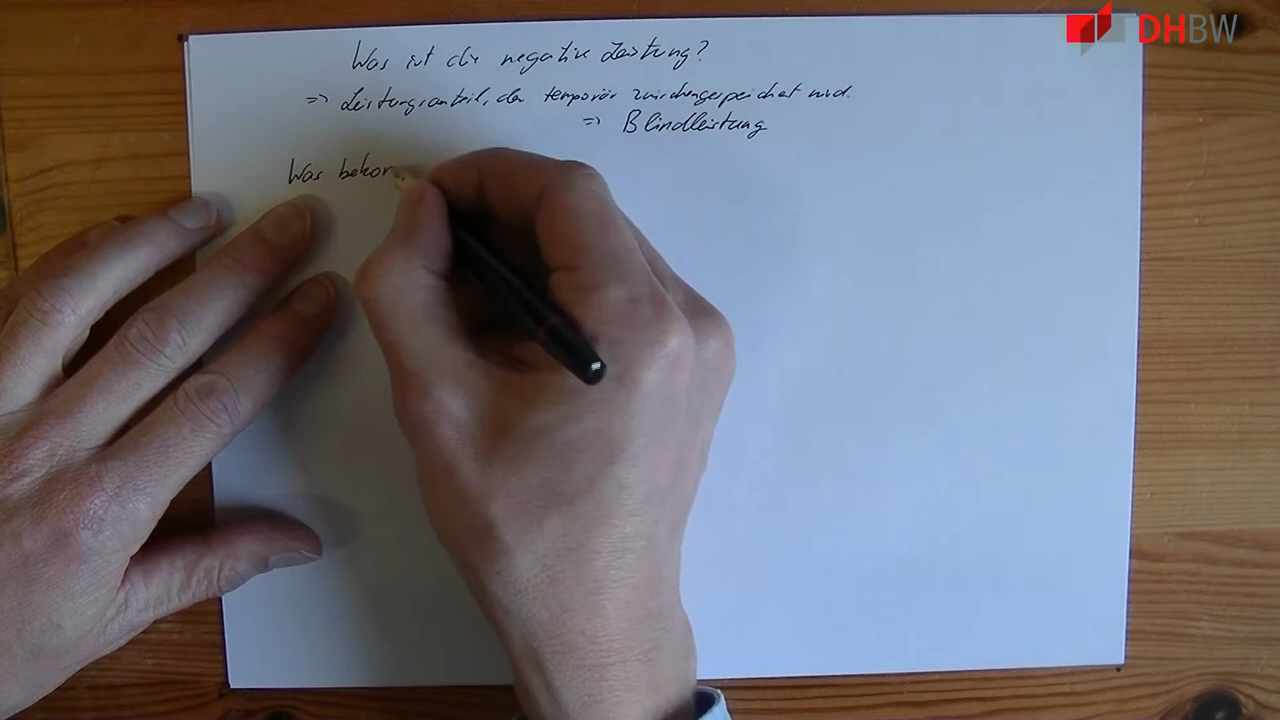 DHBW
Was ist die negative Leistung?
=> Leistungsanteil, der temporär zwischengespeichert wird.
=> Blindleistung
Was bekom